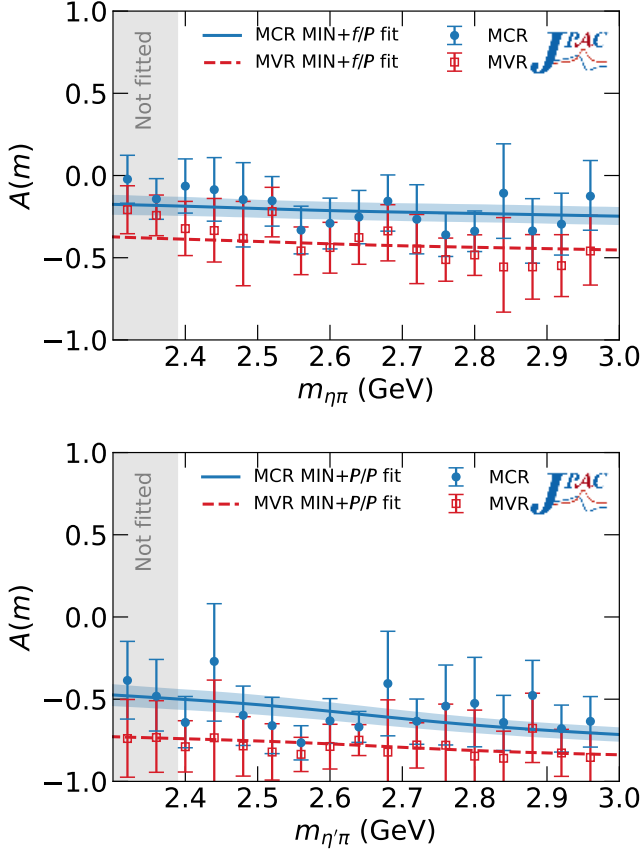 1.0
0.5
0.0
−0.5
−1.0
A(m)
Not fitted
MCR MIN+f/P fit
MVR MIN+f/P fit
MCR
MVR
JPAC
2.4 2.5 2.6 2.7 2.8 2.9 3.0
mηπ (GeV)
1.0
0.5
0.0
−0.5
−1.0
A(m)
Not fitted
MCR MIN+P/P fit
MVR MIN+P/P fit
MCR
MVR
JPAC
2.4 2.5 2.6 2.7 2.8 2.9 3.0
mη′π (GeV)